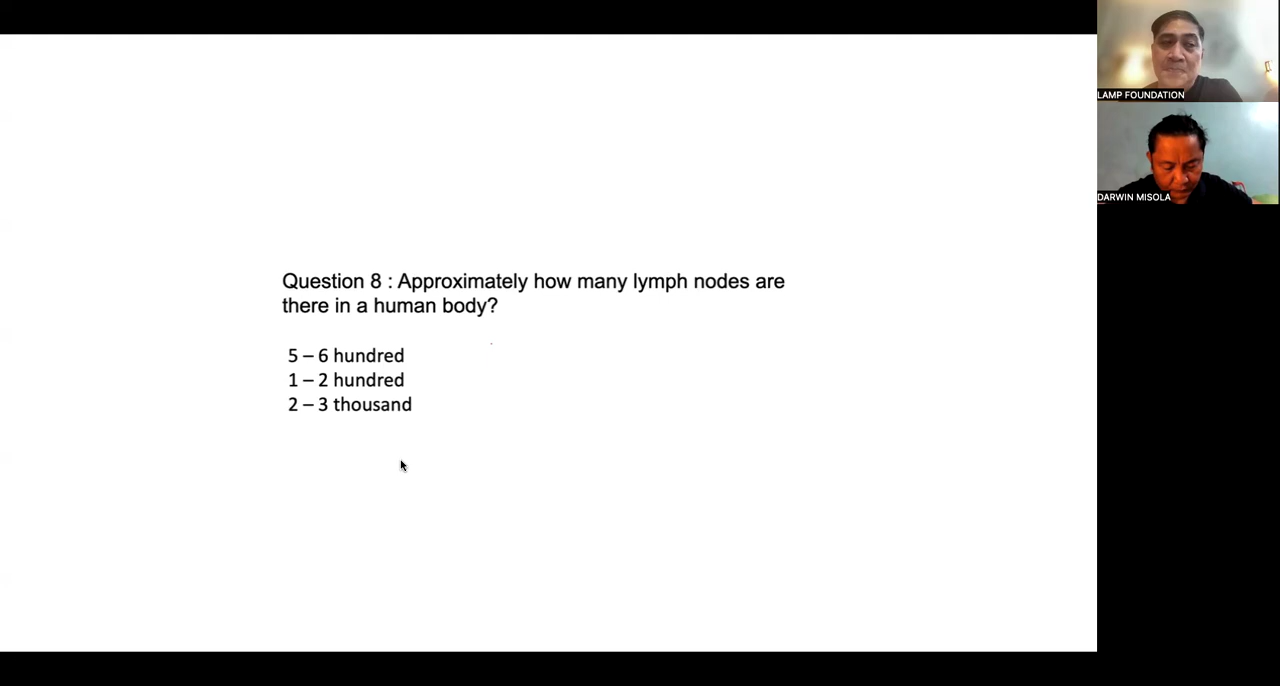 LAMP FOUNDATION
DARWIN MISOLA
Question 8 : Approximately how many lymph nodes are
there in a human body?
5 – 6 hundred
1 – 2 hundred
2 – 3 thousand